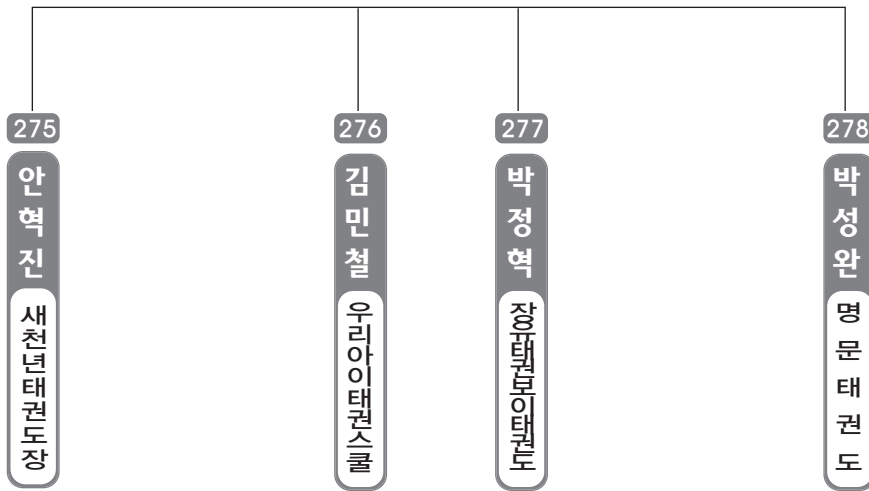 275
안혁진
새천년태권도장
276
김민철
우리아이태권스쿨
277
박정혁
장유태권보이태권도
278
박성완
명문태권도